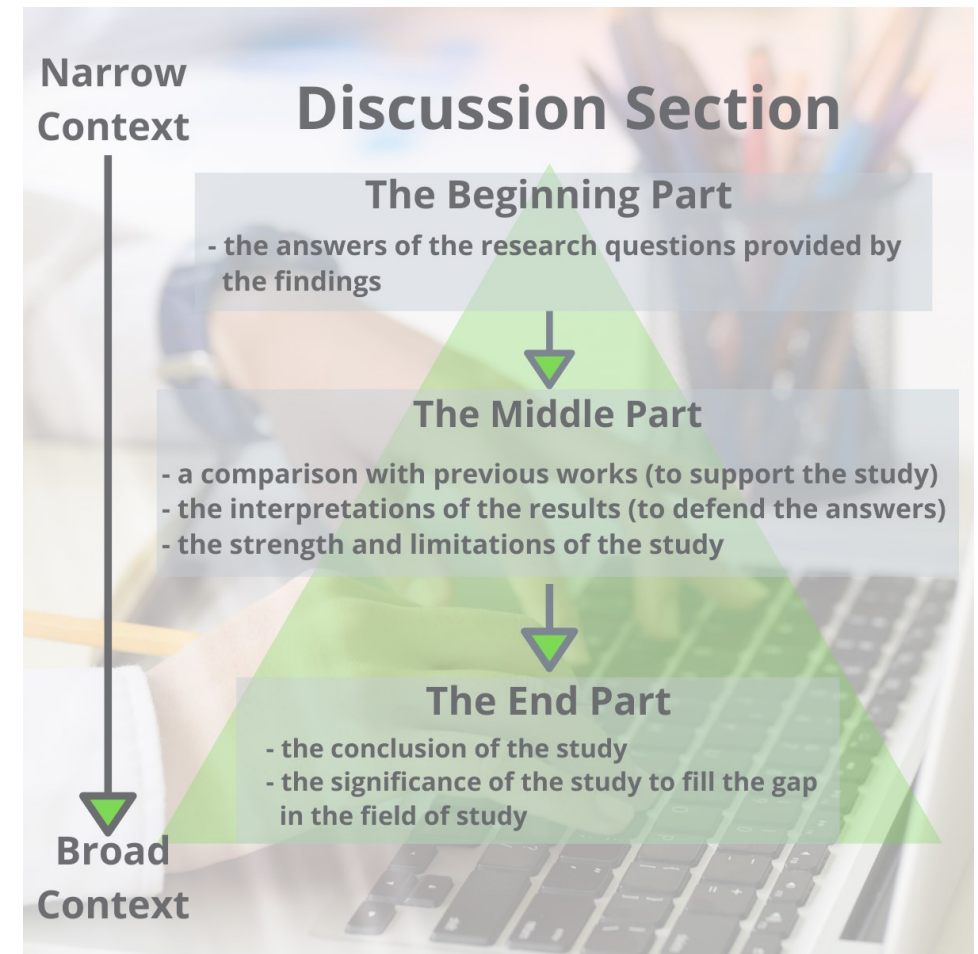 Narrow
Context
Discussion Section
The Beginning Part
- the answers of the research questions provided by
the findings
The Middle Part
- a comparison with previous works (to support the study)
- the interpretations of the results (to defend the answers)
- the strength and limitations of the study
The End Part
- the conclusion of the study
- the significance of the study to fill the gap
in the field of study
Broad
Context